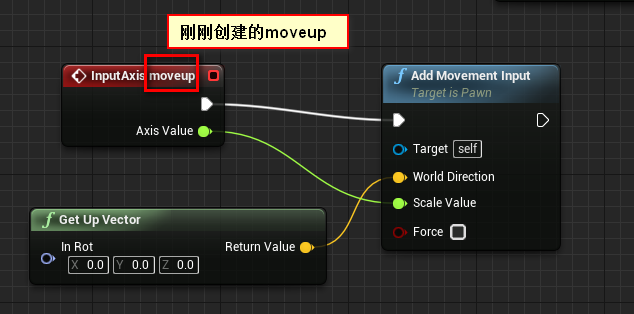 刚刚创建的moveup
InputAxis moveup
Axis Value
f Add Movement Input
Target is Pawn
Target self
World Direction
Scale Value
Force
f Get Up Vector
In Rot
X 0.0 Y 0.0 Z 0.0
Return Value